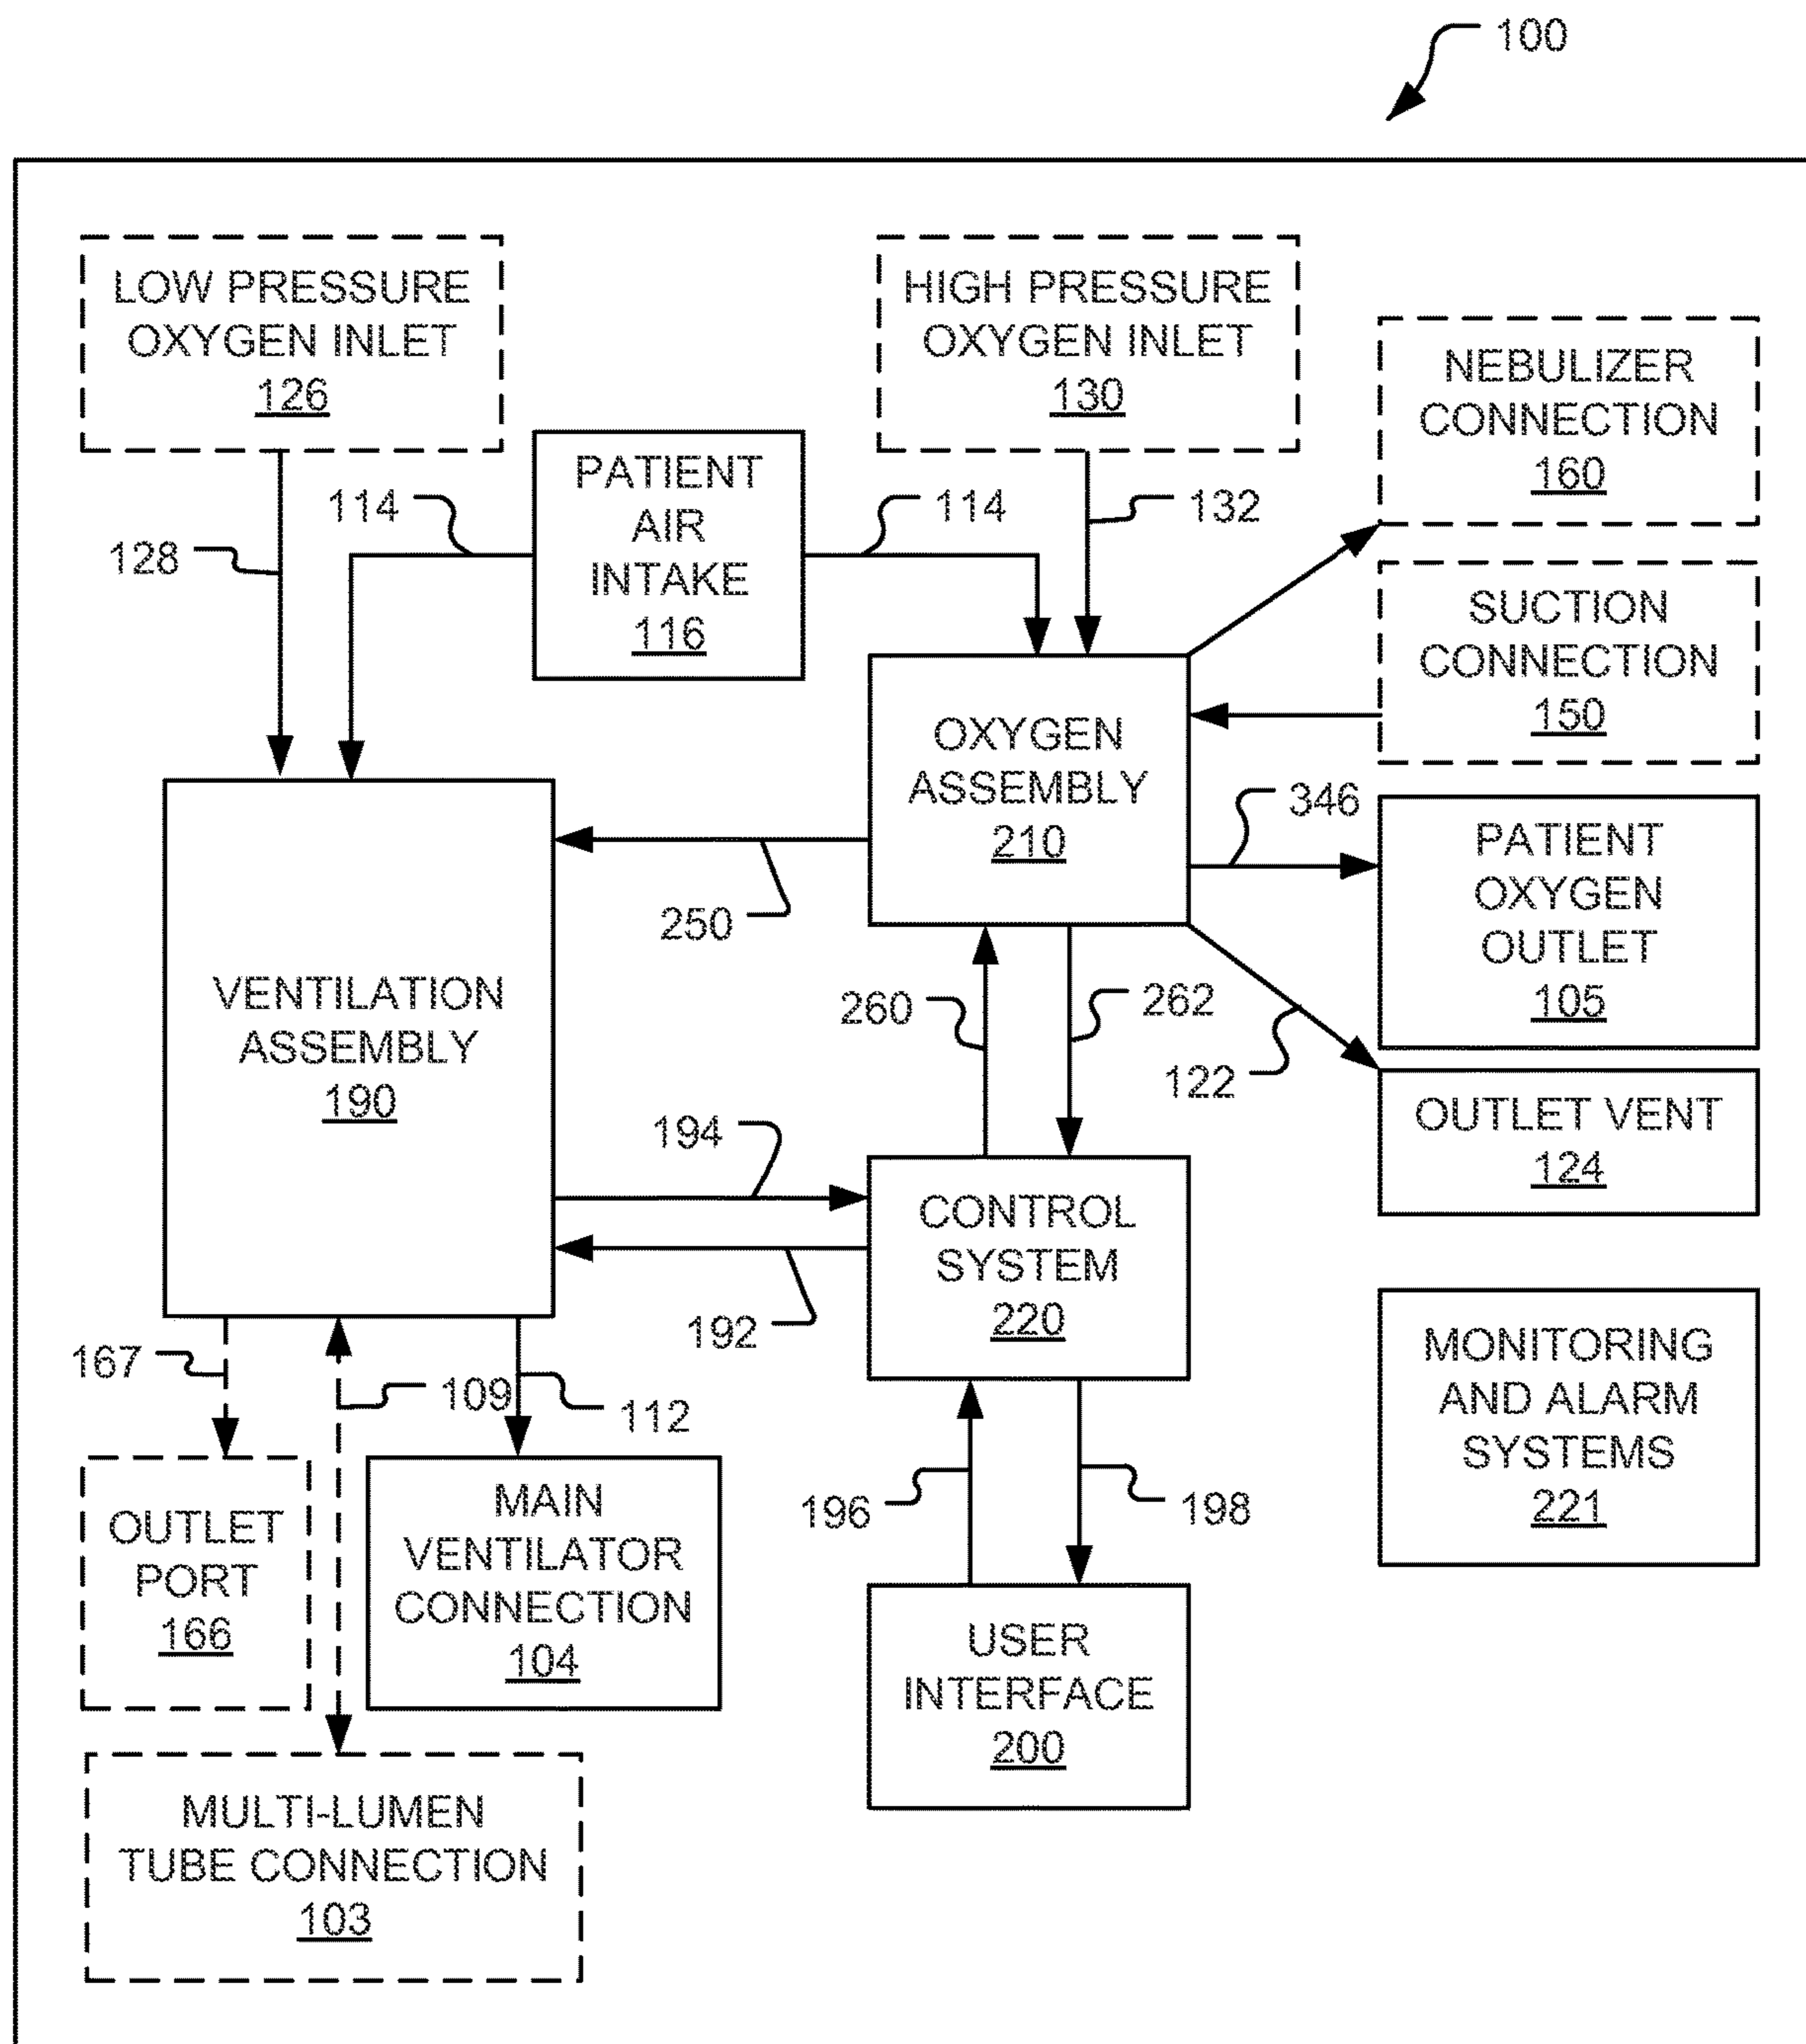 100
LOW PRESSURE
OXYGEN INLET
126
HIGH PRESSURE
OXYGEN INLET
130
NEBULIZER
CONNECTION
160
PATIENT
AIR
INTAKE
116
114
114
132
128
SUCTION
CONNECTION
150
OXYGEN
ASSEMBLY
210
346
PATIENT
OXYGEN
OUTLET
105
250
VENTILATION
ASSEMBLY
190
260
262
122
OUTLET VENT
124
194
CONTROL
SYSTEM
220
192
MONITORING
AND ALARM
SYSTEMS
221
167
109
112
196
198
OUTLET
PORT
166
MAIN
VENTILATOR
CONNECTION
104
USER
INTERFACE
200
MULTI-LUMEN
TUBE CONNECTION
103